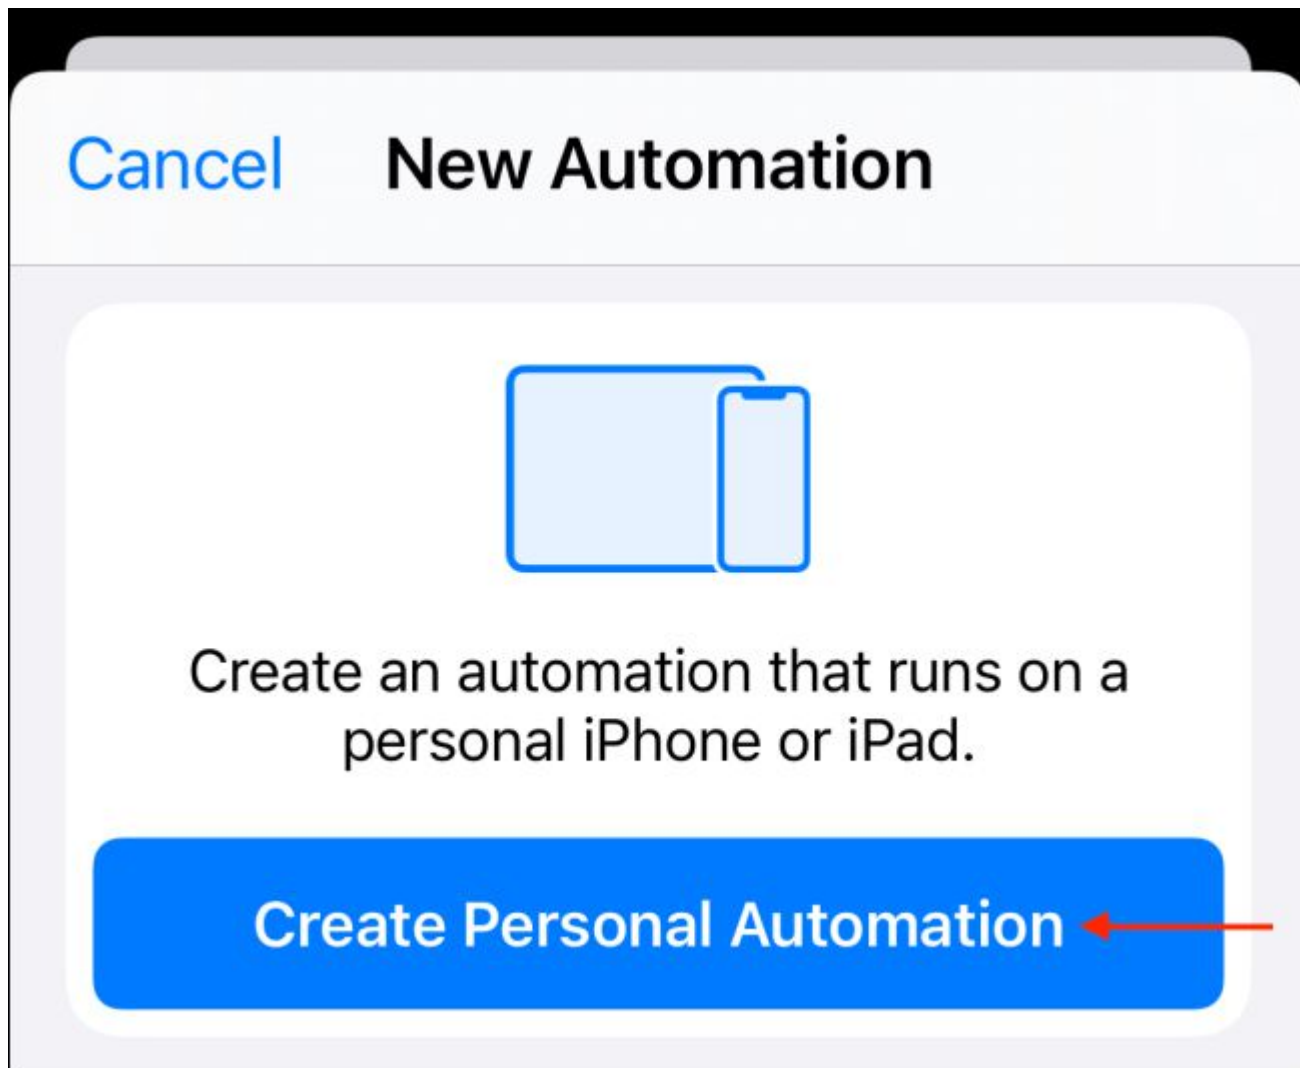 Cancel New Automation
Create an automation that runs on a
personal iPhone or iPad.
Create Personal Automation